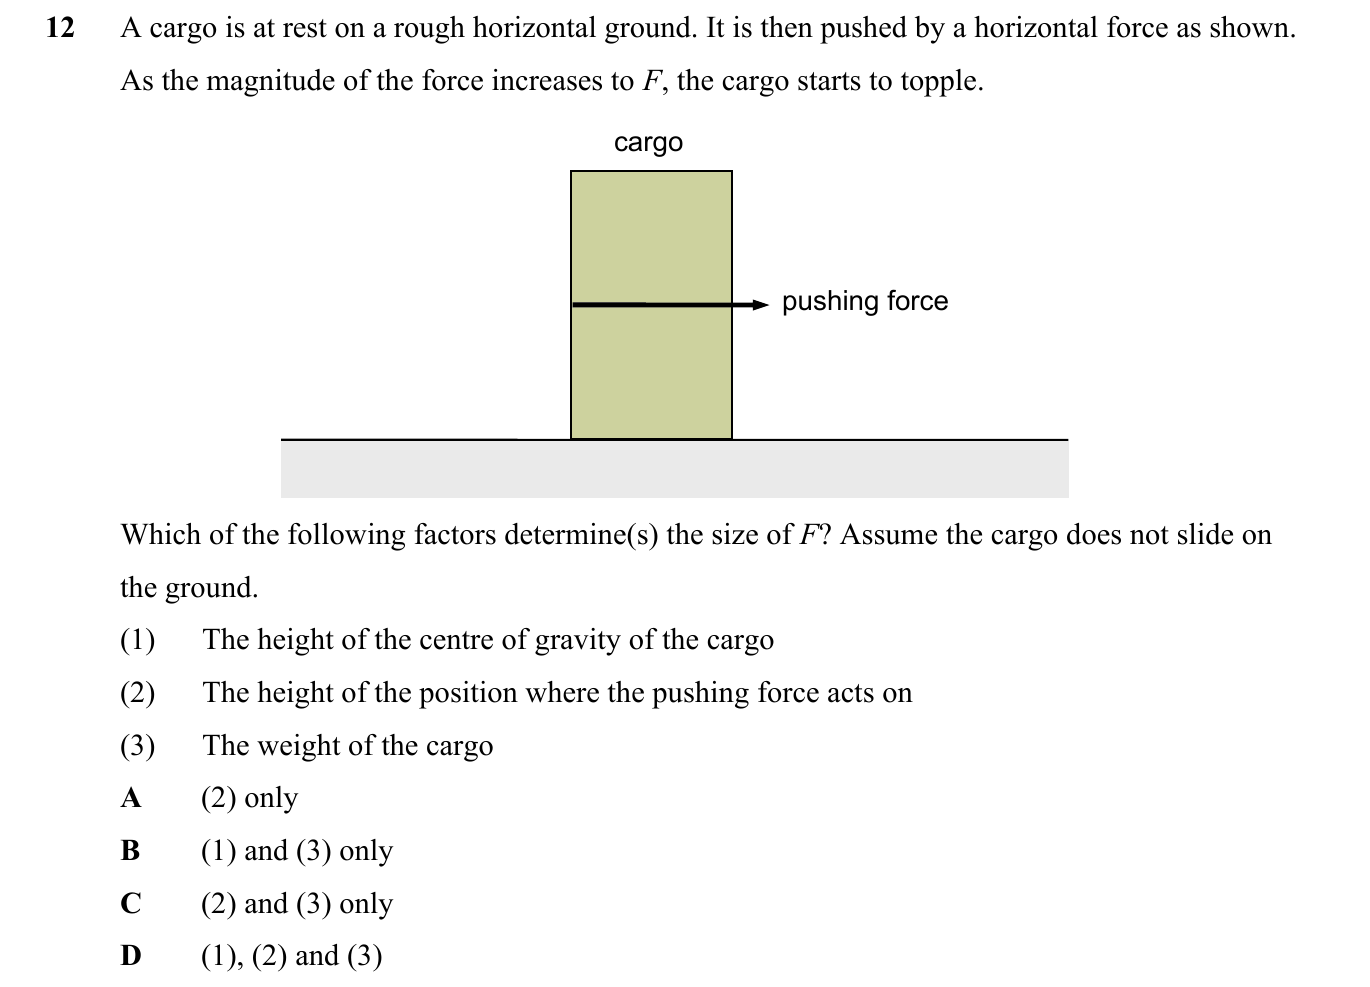 12 A cargo is at rest on a rough horizontal ground. It is then pushed by a horizontal force as shown.
As the magnitude of the force increases to F, the cargo starts to topple.
cargo
pushing force
Which of the following factors determine(s) the size of F? Assume the cargo does not slide on
the ground.
(1) The height of the centre of gravity of the cargo
(2) The height of the position where the pushing force acts on
(3) The weight of the cargo
A (2) only
B (1) and (3) only
C (2) and (3) only
D (1), (2) and (3)